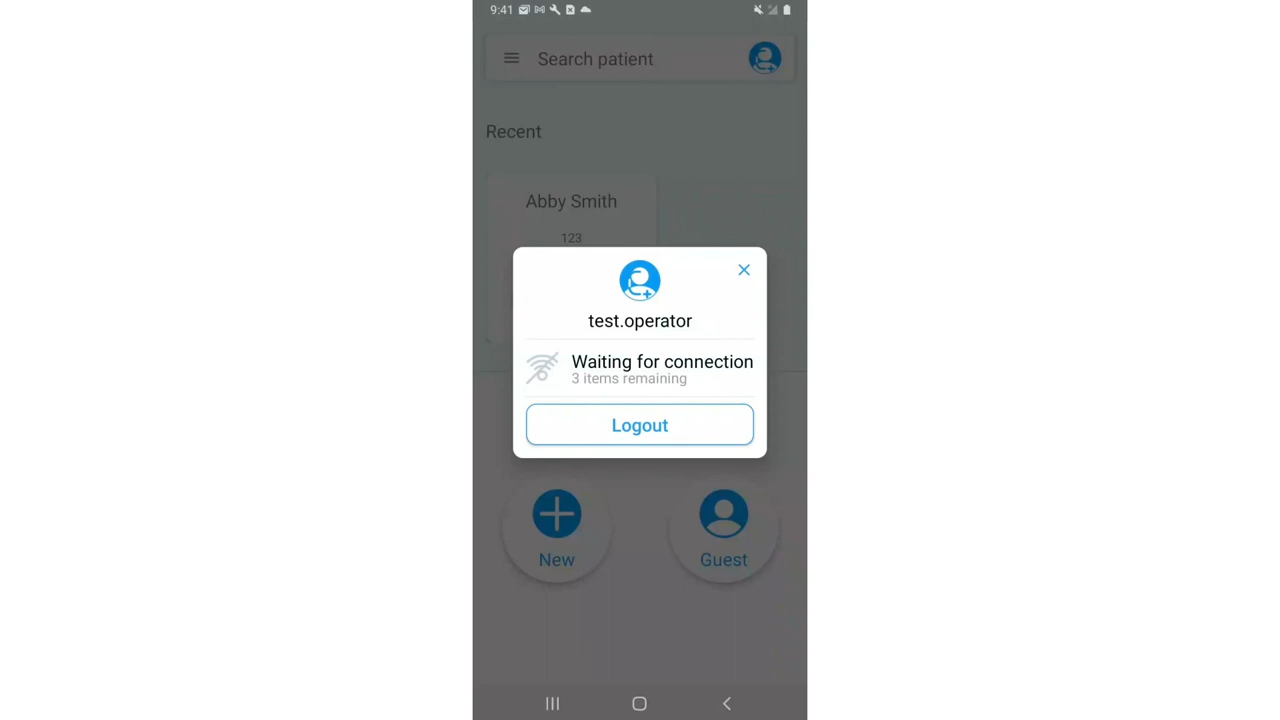 9:41
Search patient
Recent
Abby Smith
123
test.operator
Waiting for connection
3 items remaining
Logout
New
Guest